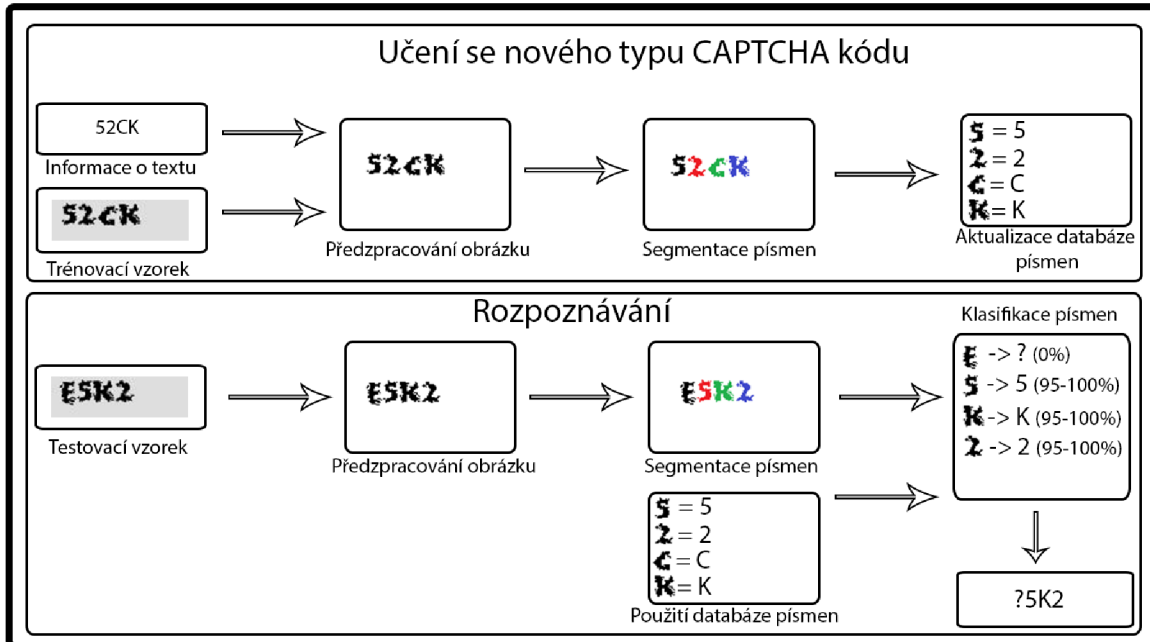 Učení se nového typu CAPTCHA kódu
52CK
Informace o textu
52CK
Trénovací vzorek
52CK
Předzpracování obrázku
52CK
Segmentace písmen
5 = 5
2 = 2
C = C
K = K
Aktualizace databáze
písmen
Rozpoznávání
E5K2
Testovací vzorek
E5K2
Předzpracování obrázku
E5K2
Segmentace písmen
5 = 5
2 = 2
C = C
K = K
Použití databáze písmen
Klasifikace písmen
E -> ? (0%)
5 -> 5 (95-100%)
K -> K (95-100%)
2 -> 2 (95-100%)
?5K2